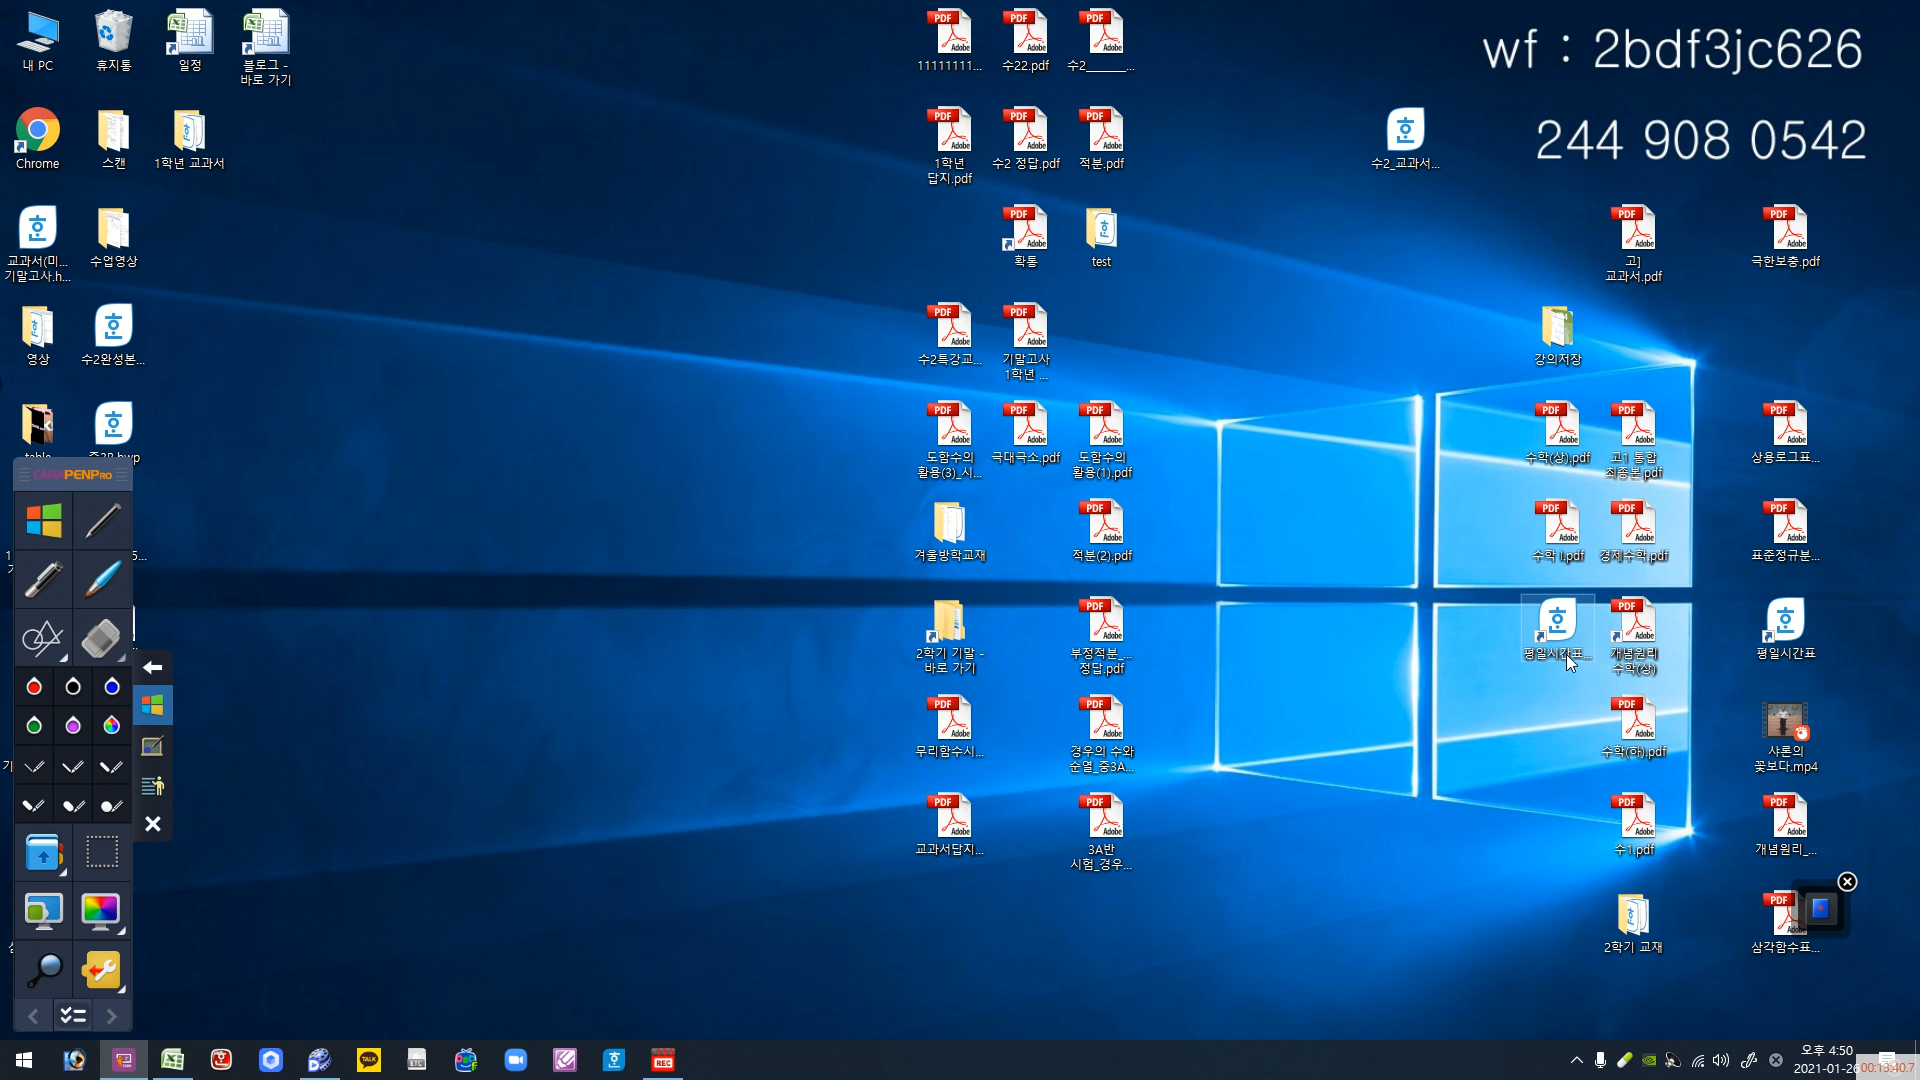 wf : 2bdf3jc626
244 908 0542
내 PC
휴지통
일정
블로그 -
바로 가기
11111111...
수22.pdf
수2______...
Chrome
스캔
1학년 교과서
1학년
답지.pdf
수2 정답.pdf
적분.pdf
수2_교과서...
교과서(미...
기말고사.h...
수업영상
확통
test
고]
교과서.pdf
극한보충.pdf
영상
수2완성본...
수2특강교...
기말고사
1학년 ...
강의저장
table
도함수의
활용(3)_시...
극대극소.pdf
도함수의
활용(1).pdf
수학(상).pdf
고1 통합
최종본.pdf
상용로그표...
CARAPENPRO
겨울방학교재
적분(2).pdf
수학 I.pdf
경제수학.pdf
표준정규분...
2학기 기말 -
바로 가기
부정적분_...
정답.pdf
평일시간표...
개념원리
수학(상)
평일시간표
무리함수시...
경우의 수와
순열_중3A...
수학(하).pdf
샤론의
꽃보다.mp4
교과서답지...
3A반
시험_경우...
수1.pdf
개념원리_...
2학기 교재
삼각함수표...
TALK
LTC
REC
오후 4:50
2021-01-26
00:13:40.7